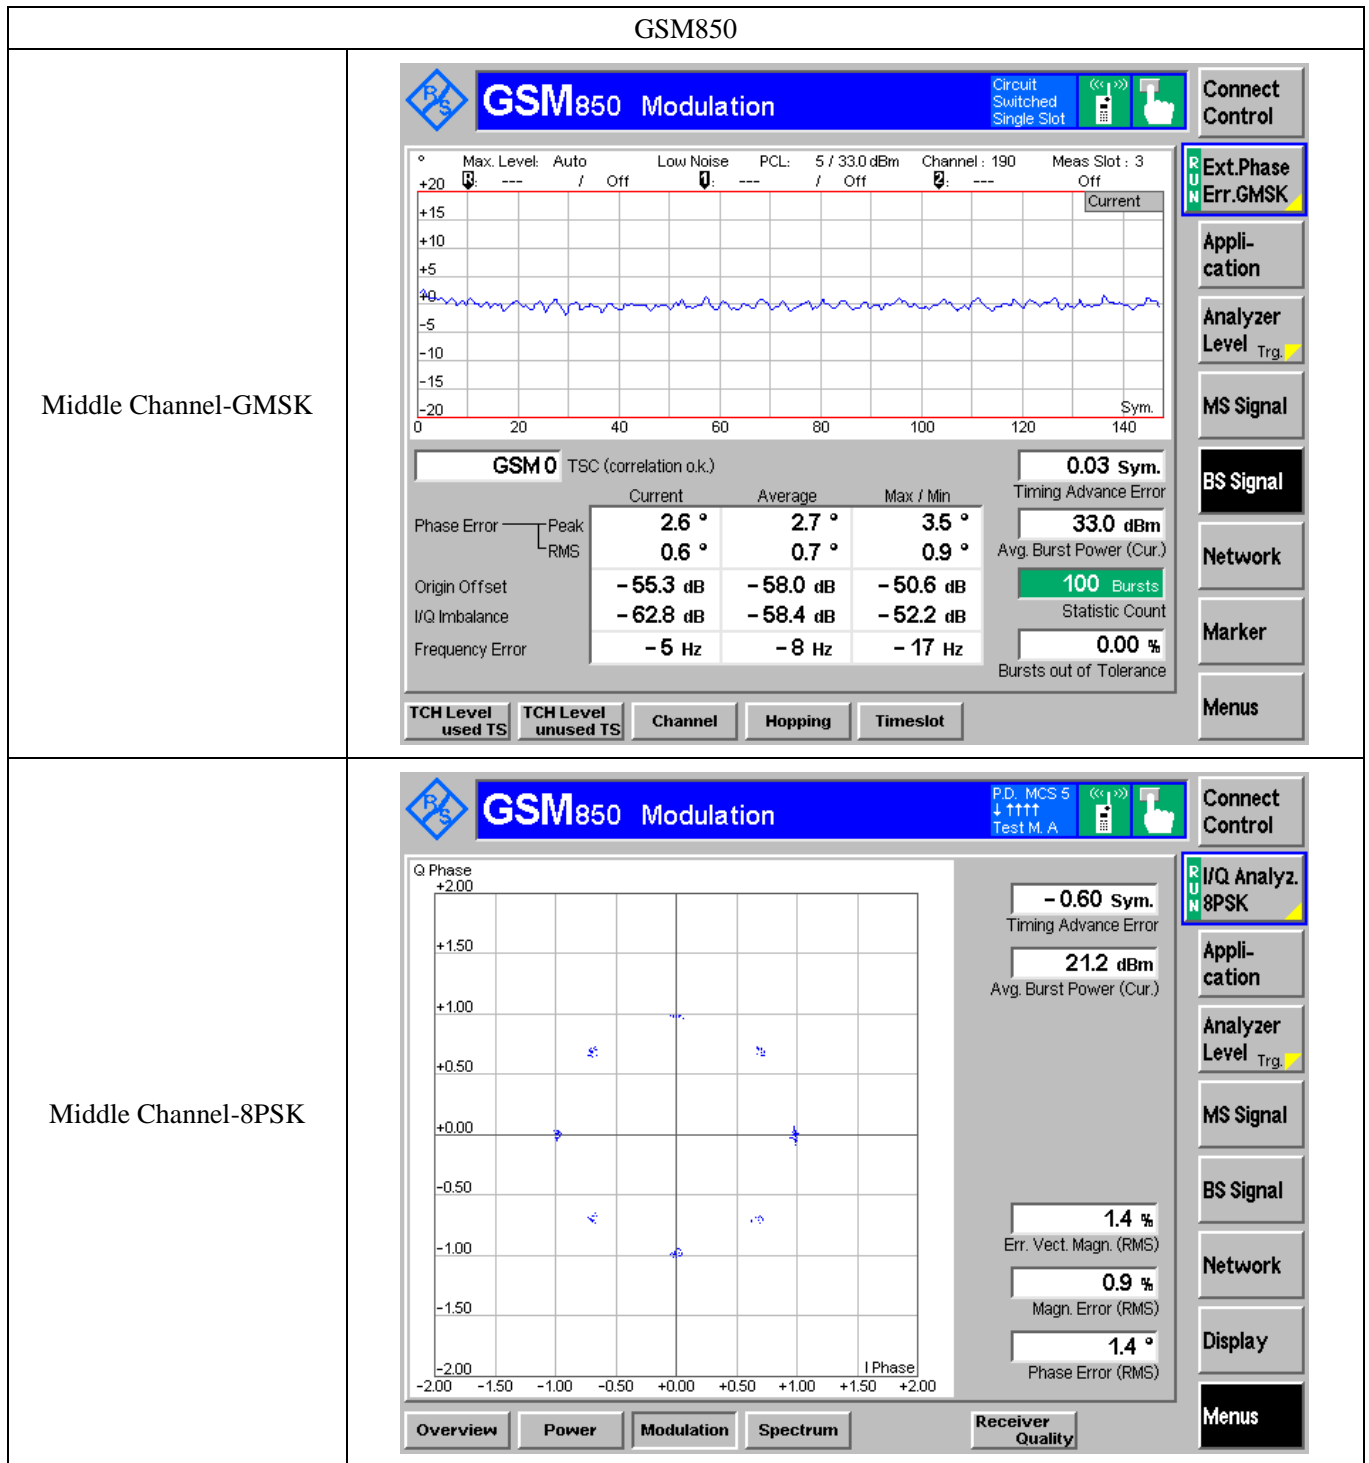 GSM850
Middle Channel-GMSK
R/S
GSM850 Modulation
Circuit
Switched
Single Slot
Connect
Control
° Max. Level: Auto Low Noise PCL: 5 / 33.0 dBm Channel : 190 Meas Slot : 3
R: --- / Off 1: --- / Off 2: --- Off
Current
+20
+15
+10
+5
+0
-5
-10
-15
-20
Sym.
0 20 40 60 80 100 120 140
RUN
Ext.Phase
Err.GMSK
Appli-
cation
Analyzer
Level Trg.
MS Signal
BS Signal
Network
Marker
Menus
GSM 0 TSC (correlation o.k.)
Current Average Max / Min
Phase Error Peak 2.6 ° 2.7 ° 3.5 °
RMS 0.6 ° 0.7 ° 0.9 °
Origin Offset - 55.3 dB - 58.0 dB - 50.6 dB
I/Q Imbalance - 62.8 dB - 58.4 dB - 52.2 dB
Frequency Error - 5 Hz - 8 Hz - 17 Hz
0.03 Sym.
Timing Advance Error
33.0 dBm
Avg. Burst Power (Cur.)
100 Bursts
Statistic Count
0.00 %
Bursts out of Tolerance
TCH Level
used TS
TCH Level
unused TS
Channel
Hopping
Timeslot
Middle Channel-8PSK
R/S
GSM850 Modulation
P.D. MCS 5
↓ ↑↑↑↑
Test M. A
Connect
Control
Q Phase
+2.00
+1.50
+1.00
+0.50
+0.00
-0.50
-1.00
-1.50
-2.00
I Phase
-2.00 -1.50 -1.00 -0.50 +0.00 +0.50 +1.00 +1.50 +2.00
- 0.60 Sym.
Timing Advance Error
21.2 dBm
Avg. Burst Power (Cur.)
1.4 %
Err. Vect. Magn. (RMS)
0.9 %
Magn. Error (RMS)
1.4 °
Phase Error (RMS)
RUN
I/Q Analyz.
8PSK
Appli-
cation
Analyzer
Level Trg.
MS Signal
BS Signal
Network
Display
Menus
Overview
Power
Modulation
Spectrum
Receiver
Quality